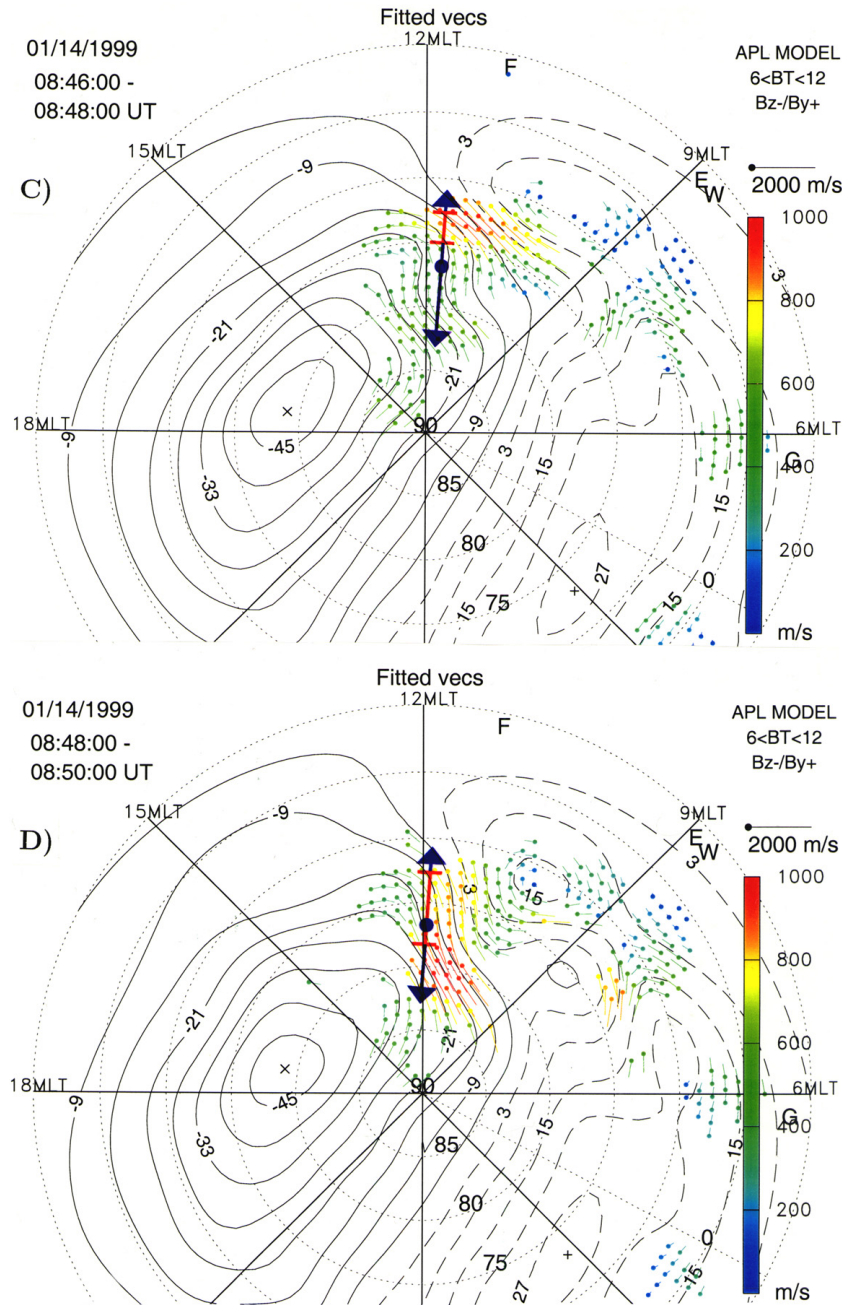 Fitted vecs
12MLT
01/14/1999
08:46:00 -
08:48:00 UT
APL MODEL
6<BT<12
Bz-/By+
F
15MLT
9MLT
C)
-9
3
E
W
2000 m/s
1000
3
800
-21
600
-21
18MLT
-9
-45
90
-9
6MLT
G
400
-33
3
15
85
15
200
80
27
0
15
75
15
m/s
Fitted vecs
12MLT
01/14/1999
08:48:00 -
08:50:00 UT
APL MODEL
6<BT<12
Bz-/By+
F
15MLT
9MLT
D)
-9
E
W
3
2000 m/s
1000
3
15
800
-21
-21
600
18MLT
-9
-45
90
-9
6MLT
G
400
-33
3
15
85
15
200
80
0
75
27
15
m/s